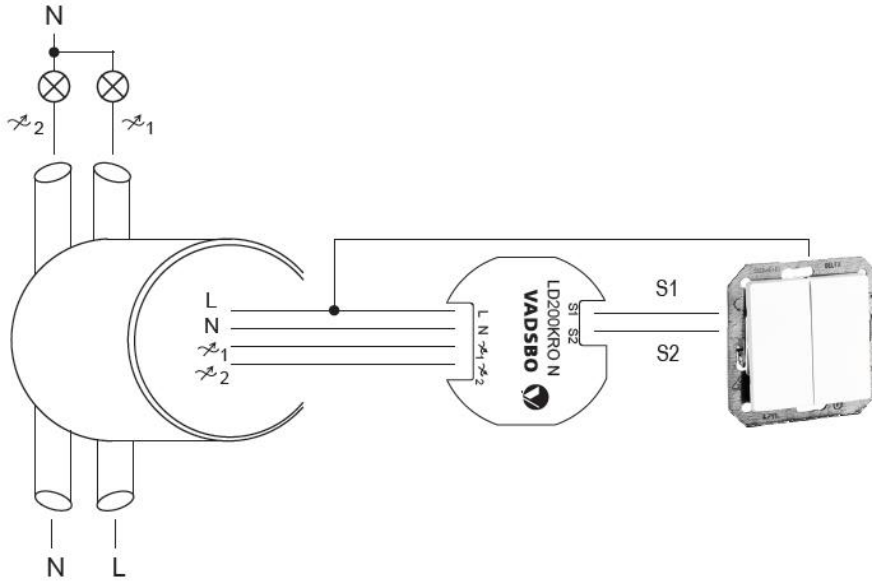 N
∿2 ∿1
L
N
∿1
∿2
L N ∿1 ∿2
VADSBO
LD200KRO N
S1 S2
S1
S2
N L